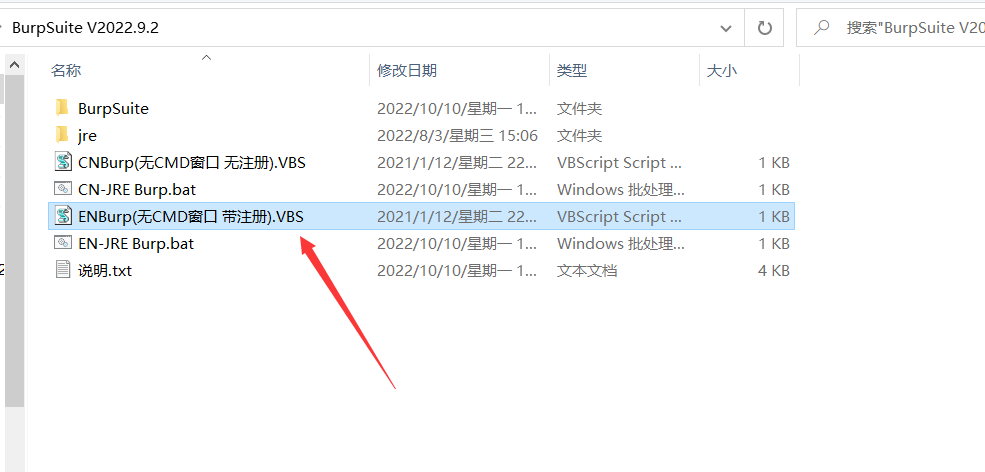 BurpSuite V2022.9.2
搜索"BurpSuite V20
名称 修改日期 类型 大小
BurpSuite 2022/10/10/星期一 1... 文件夹
jre 2022/8/3/星期三 15:06 文件夹
CNBurp(无CMD窗口 无注册).VBS 2021/1/12/星期二 22... VBScript Script ... 1 KB
CN-JRE Burp.bat 2022/10/10/星期一 1... Windows 批处理... 1 KB
ENBurp(无CMD窗口 带注册).VBS 2021/1/12/星期二 22... VBScript Script ... 1 KB
EN-JRE Burp.bat 2022/10/10/星期一 1... Windows 批处理... 1 KB
说明.txt 2022/10/10/星期一 1... 文本文档 4 KB